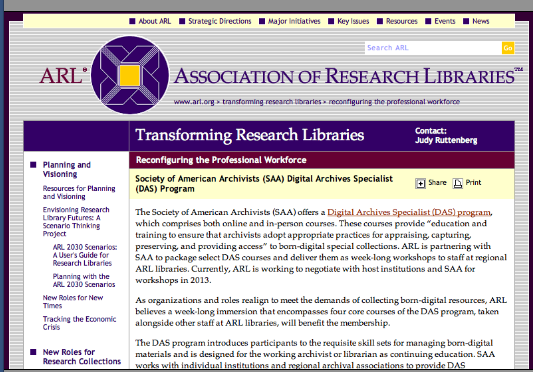 About ARL Strategic Directions Major Initiatives Key Issues Resources Events News
Search ARL Go
ARL® ASSOCIATION OF RESEARCH LIBRARIES™
www.arl.org > transforming research libraries > reconfiguring the professional workforce
Transforming Research Libraries
Contact:
Judy Ruttenberg
Planning and
Visioning
Resources for Planning
and Visioning
Envisioning Research
Library Futures: A
Scenario Thinking
Project
ARL 2030 Scenarios:
A User's Guide for
Research Libraries
Planning with the
ARL 2030 Scenarios
New Roles for New
Times
Tracking the Economic
Crisis
New Roles for
Research Collections
Reconfiguring the Professional Workforce
Society of American Archivists (SAA) Digital Archives Specialist
(DAS) Program
Share Print
The Society of American Archivists (SAA) offers a Digital Archives Specialist (DAS) program,
which comprises both online and in-person courses. These courses provide “education and
training to ensure that archivists adopt appropriate practices for appraising, capturing,
preserving, and providing access” to born-digital special collections. ARL is partnering with
SAA to package select DAS courses and deliver them as week-long workshops to staff at regional
ARL libraries. Currently, ARL is working to negotiate with host institutions and SAA for
workshops in 2013.
As organizations and roles realign to meet the demands of collecting born-digital resources, ARL
believes a week-long immersion that encompasses four core courses of the DAS program, taken
alongside other staff at ARL libraries, will benefit the membership.
The DAS program introduces participants to the requisite skill sets for managing born-digital
materials and is designed for the working archivist or librarian as continuing education. SAA
works with individual institutions and regional archival associations to provide DAS